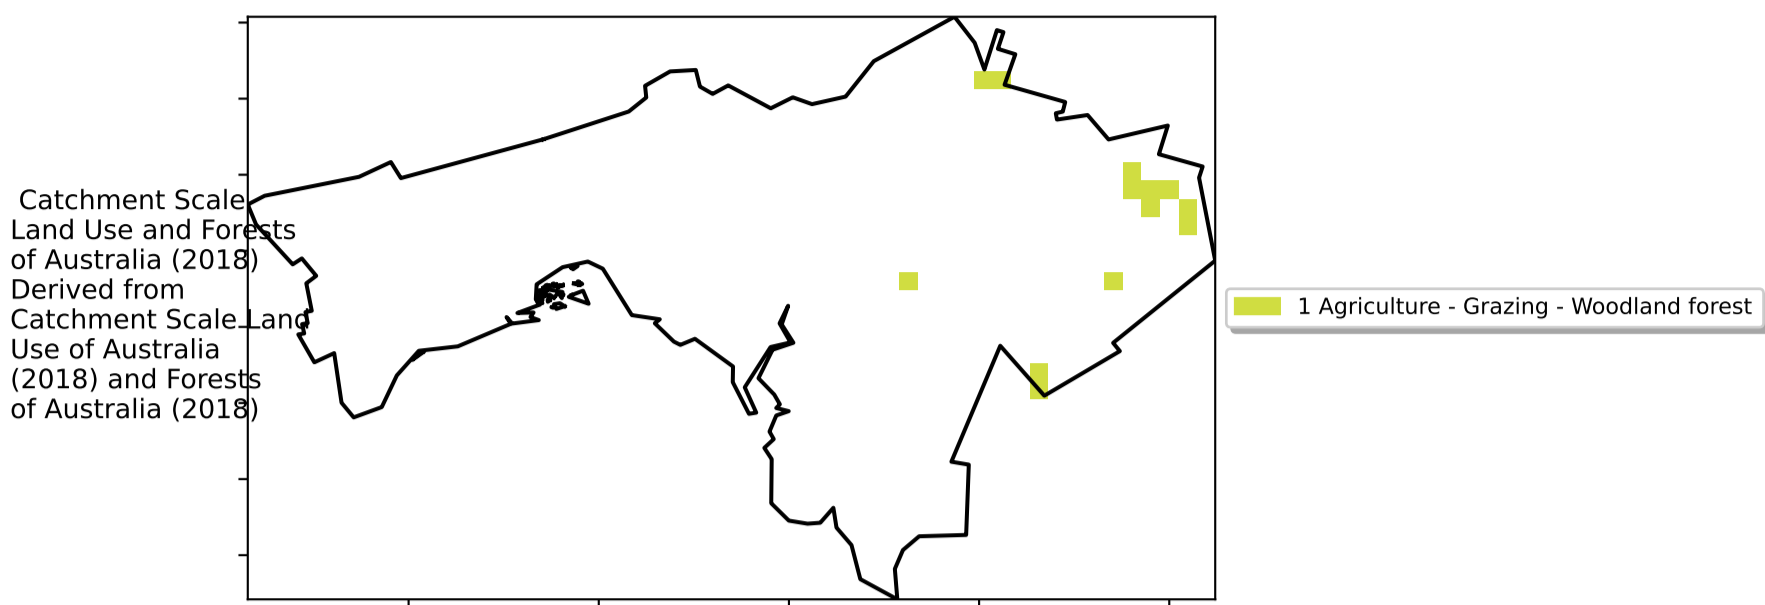 Catchment Scale
Land Use and Forests
of Australia (2018)
Derived from
Catchment Scale Land
Use of Australia
(2018) and Forests
of Australia (2018)
1 Agriculture - Grazing - Woodland forest